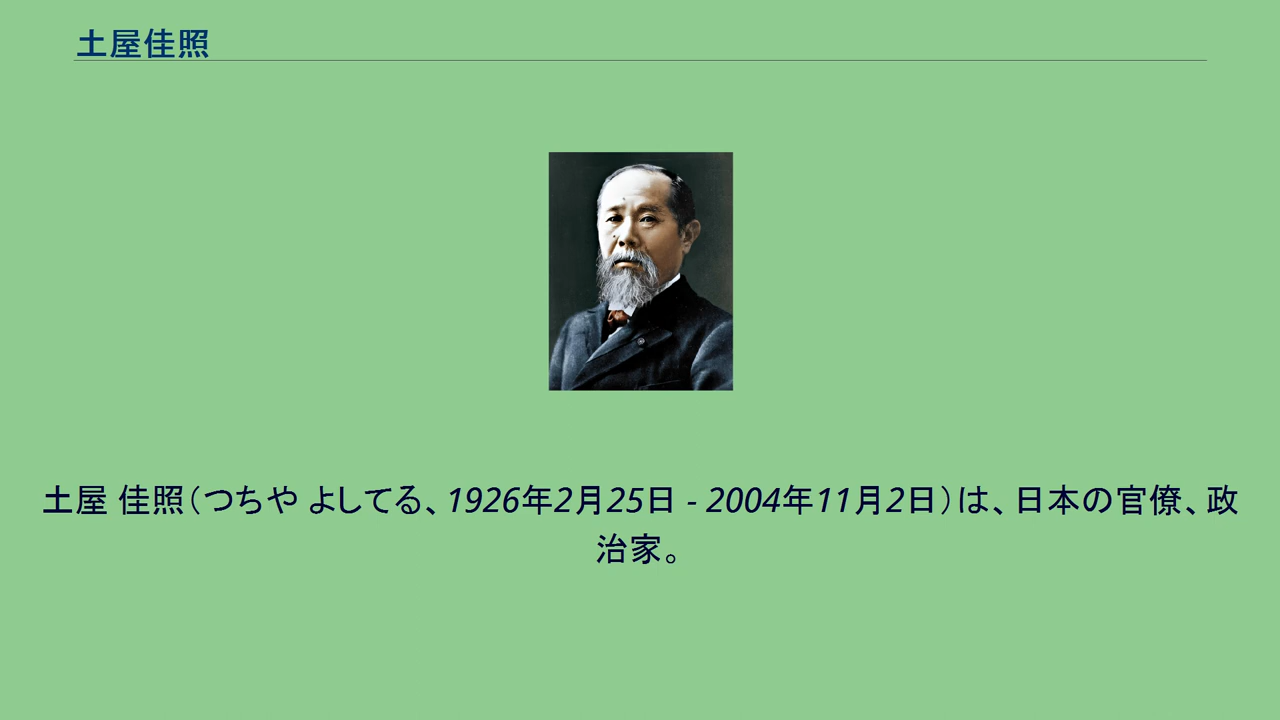 土屋佳照
土屋 佳照（つちや よしてる、1926年2月25日 - 2004年11月2日）は、日本の官僚、政
治家。